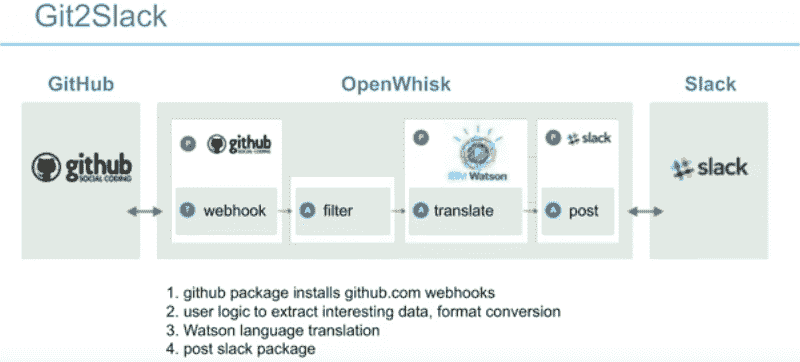 Git2Slack
GitHub
OpenWhisk
Slack
github
SOCIAL CODING
P
github
SOCIAL CODING
P
IBM Watson
P
slack
slack
T
webhook
A
filter
A
translate
A
post
1. github package installs github.com webhooks
2. user logic to extract interesting data, format conversion
3. Watson language translation
4. post slack package